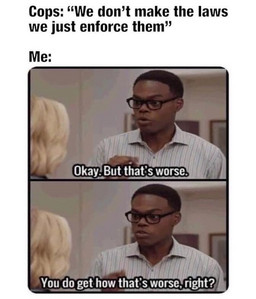 Cops: “We don’t make the laws
we just enforce them”
Me:
Okay. But that's worse.
You do get how that's worse, right?